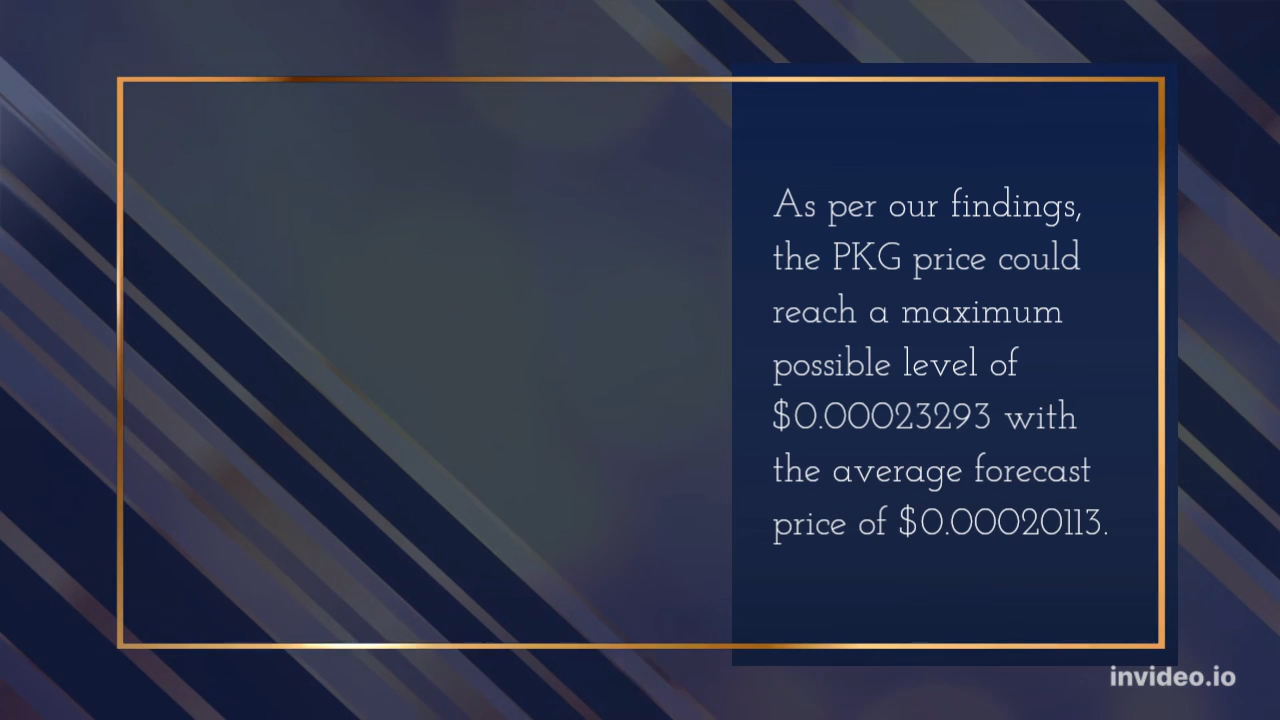 As per our findings,
the PKG price could
reach a maximum
possible level of
$0.00023293 with
the average forecast
price of $0.00020113.
invideo.io